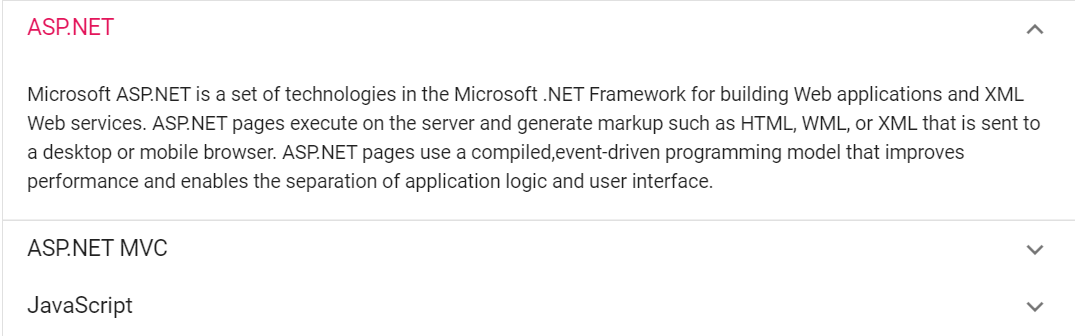 ASP.NET
Microsoft ASP.NET is a set of technologies in the Microsoft .NET Framework for building Web applications and XML
Web services. ASP.NET pages execute on the server and generate markup such as HTML, WML, or XML that is sent to
a desktop or mobile browser. ASP.NET pages use a compiled,event-driven programming model that improves
performance and enables the separation of application logic and user interface.
ASP.NET MVC
JavaScript